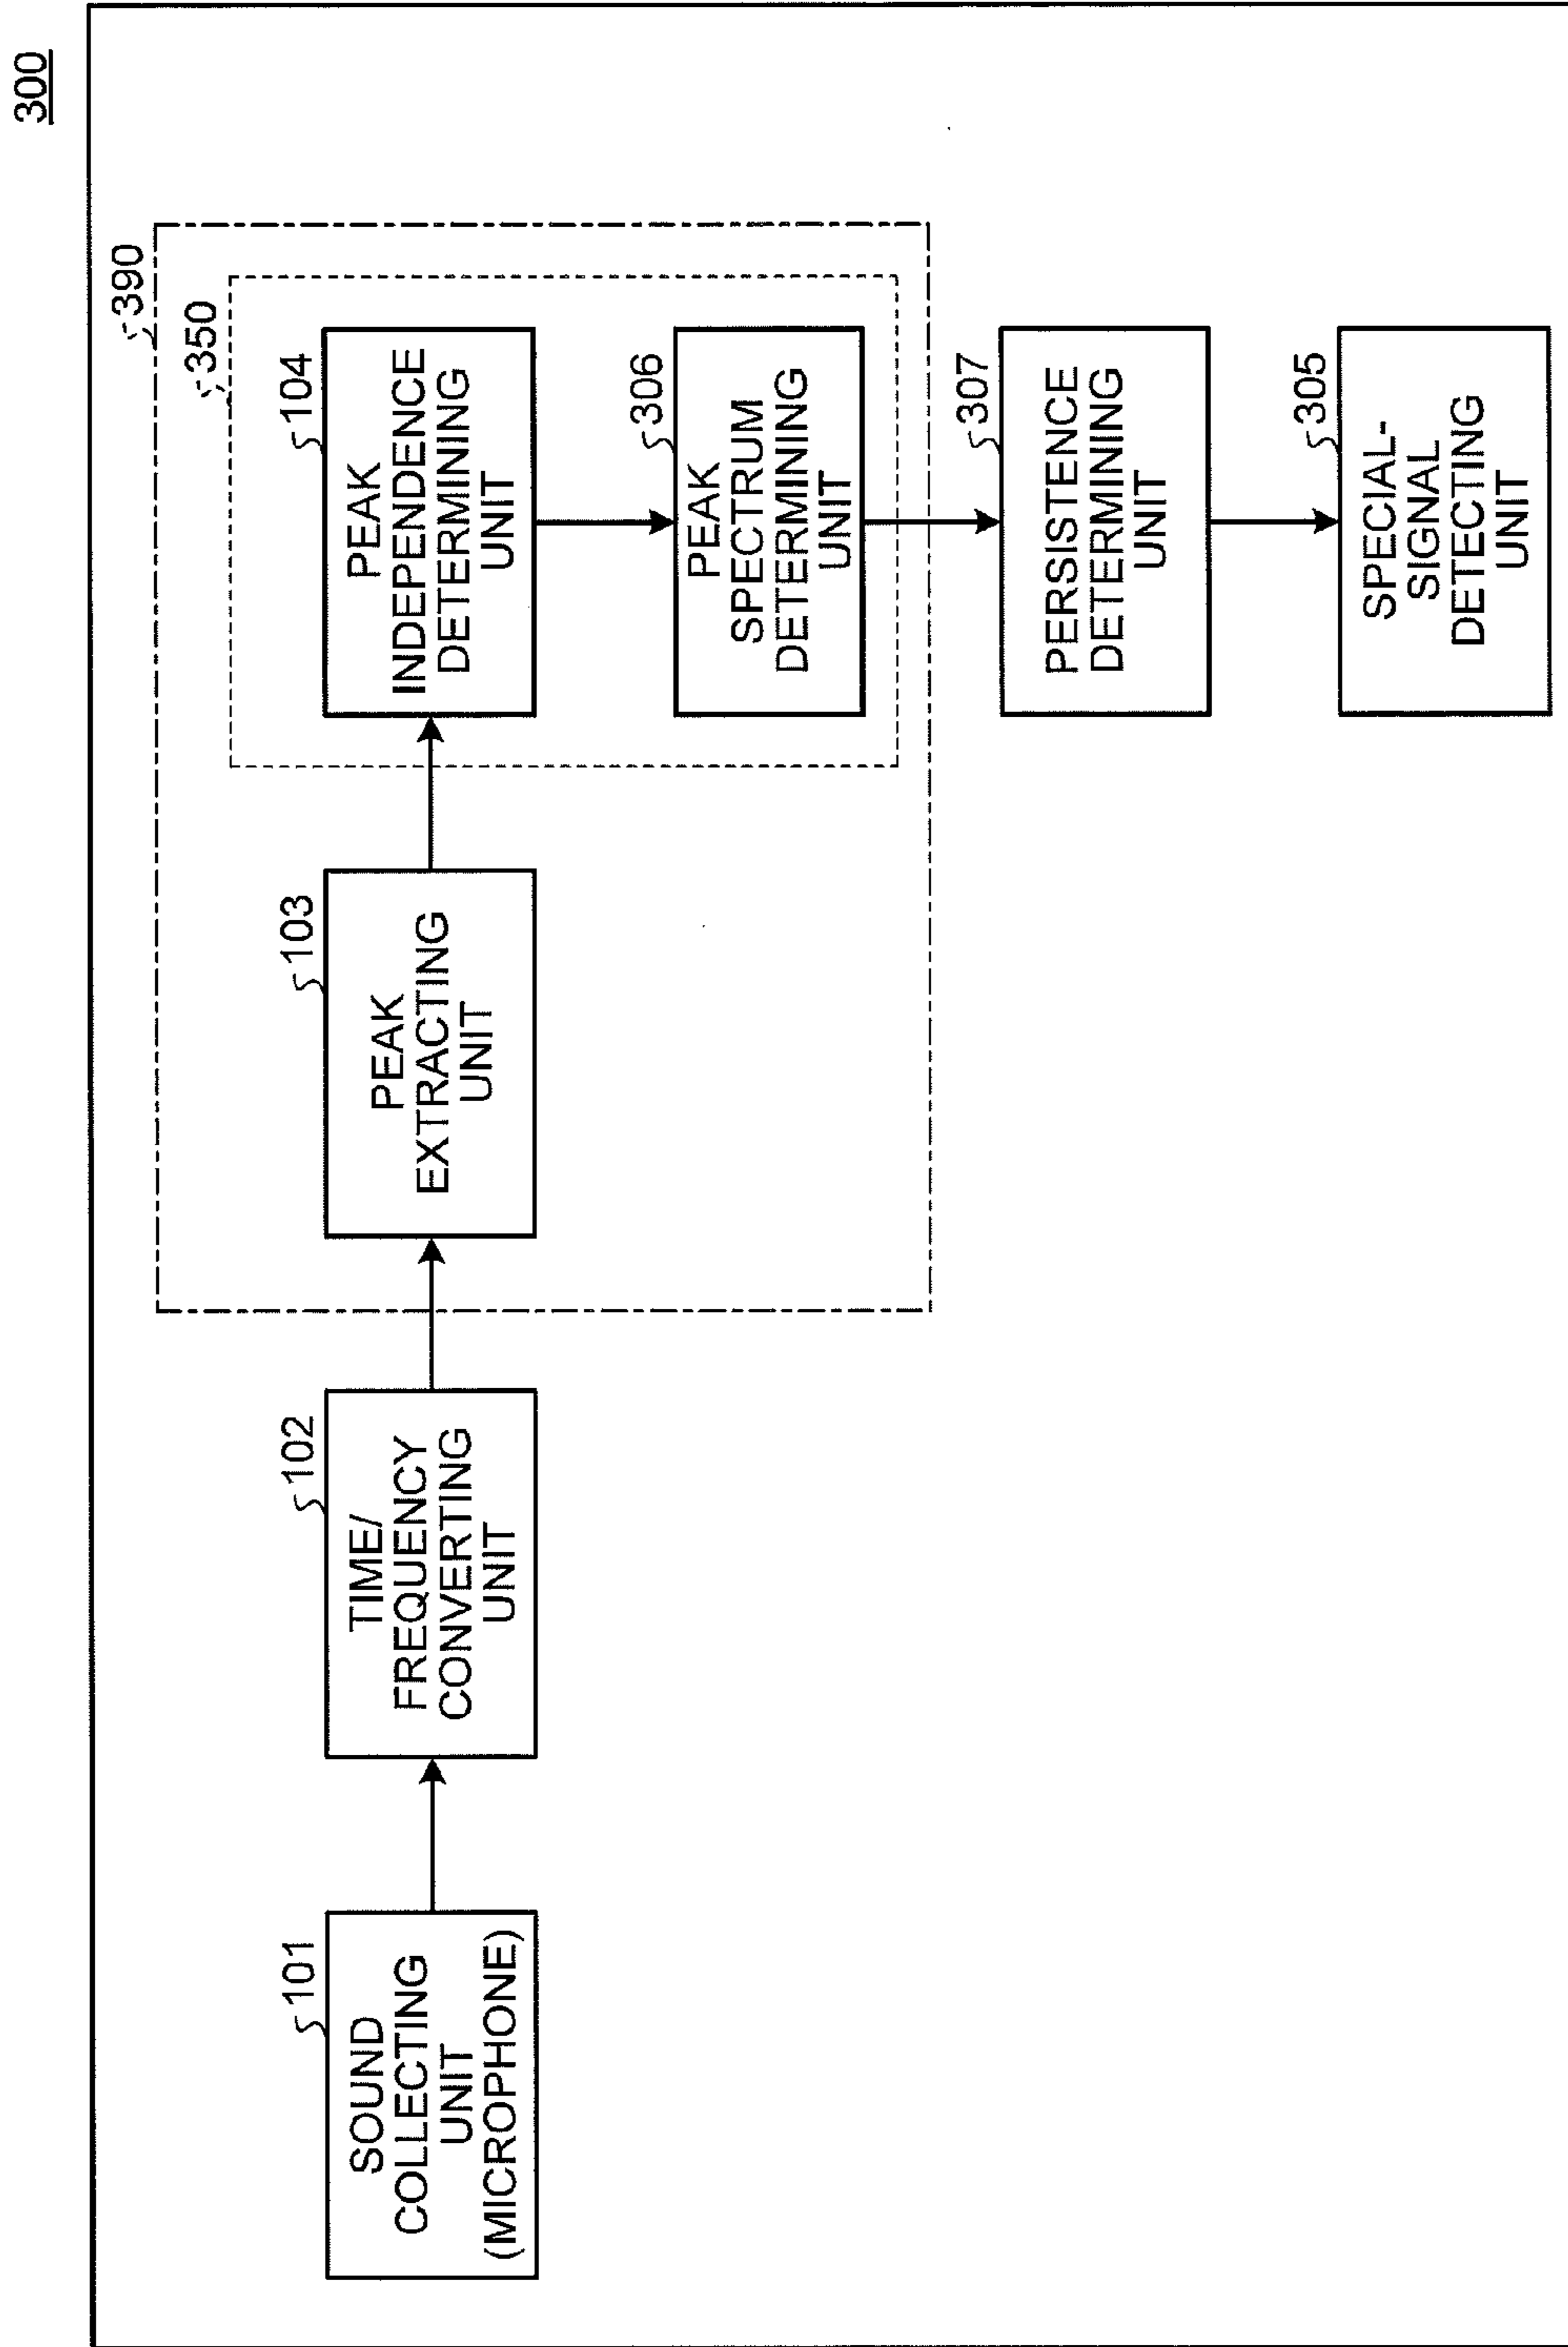 300
390
350
101
SOUND
COLLECTING
UNIT
(MICROPHONE)
102
TIME/
FREQUENCY
CONVERTING
UNIT
103
PEAK
EXTRACTING
UNIT
104
PEAK
INDEPENDENCE
DETERMINING
UNIT
306
PEAK
SPECTRUM
DETERMINING
UNIT
307
PERSISTENCE
DETERMINING
UNIT
305
SPECIAL-
SIGNAL
DETECTING
UNIT